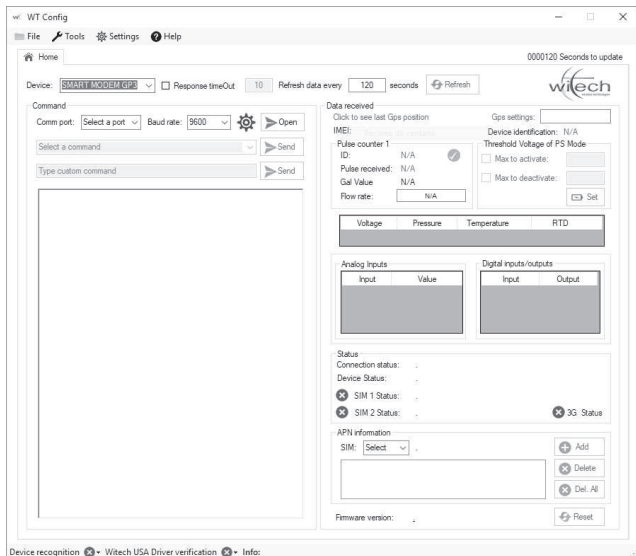 WT Config
File Tools Settings Help
Home 0000120 Seconds to update
Device: SMART MODEM GP3 Response timeOut 10 Refresh data every 120 seconds Refresh
witech
Command
Comm port: Select a port Baud rate: 9600 Open
Select a command Send
Type custom command Send
Data received
Click to see last Gps position Gps settings:
IMEI: Device identification: N/A
Pulse counter 1
ID: N/A
Pulse received: N/A
Gal Value N/A
Flow rate: N/A
Threshold Voltage of PS Mode
Max to activate:
Max to deactivate:
Set
Voltage Pressure Temperature RTD
Analog Inputs
Input Value
Digital inputs/outputs
Input Output
Status
Connection status: .
Device Status: .
SIM 1 Status: .
SIM 2 Status: . 3G Status
APN information
SIM: Select . Add
Delete
Del. All
Firmware version: . Reset
Device recognition Witech USA Driver verification Info: